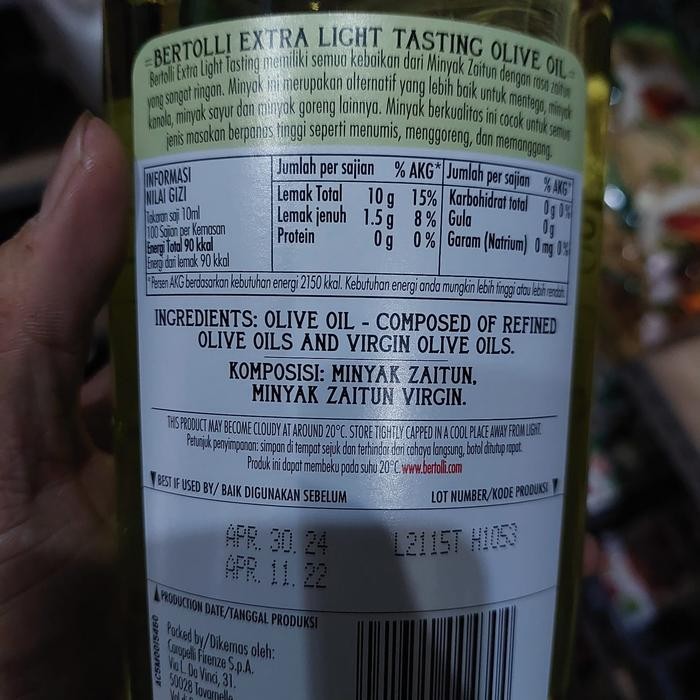 BERTOLLI EXTRA LIGHT TASTING OLIVE OIL
Bertolli Extra Light Tasting memiliki semua kebaikan dari Minyak Zaitun dengan rasa zaitun
yang sangat ringan. Minyak ini merupakan alternatif yang lebih baik untuk mentega, minyak
kanola, minyak sayur dan minyak goreng lainnya. Minyak berkualitas ini cocok untuk semua
jenis masakan berpanas tinggi seperti menumis, menggoreng, dan memanggang.
INFORMASI
NILAI GIZI
Takaran saji 10ml
100 Sajian per Kemasan
Energi Total 90 kkal
Energi dari lemak 90 kkal
Jumlah per sajian % AKG*
Lemak Total 10 g 15%
Lemak jenuh 1.5 g 8 %
Protein 0 g 0 %
Jumlah per sajian % AKG*
Karbohidrat total 0 g 0%
Gula 0g
Garam (Natrium) 0 mg 0%
* Persen AKG berdasarkan kebutuhan energi 2150 kkal. Kebutuhan energi anda mungkin lebih tinggi atau lebih rendah.
INGREDIENTS: OLIVE OIL - COMPOSED OF REFINED
OLIVE OILS AND VIRGIN OLIVE OILS.
KOMPOSISI: MINYAK ZAITUN,
MINYAK ZAITUN VIRGIN.
THIS PRODUCT MAY BECOME CLOUDY AT AROUND 20°C. STORE TIGHTLY CAPPED IN A COOL PLACE AWAY FROM LIGHT.
Petunjuk penyimpanan: simpan di tempat sejuk dan terhindar dari cahaya langsung, botol ditutup rapat.
Produk ini dapat membeku pada suhu 20°C. www.bertolli.com
▼BEST IF USED BY/ BAIK DIGUNAKAN SEBELUM LOT NUMBER/KODE PRODUKSI ▼
APR. 30. 24 L2115T H1053
APR. 11. 22
▲PRODUCTION DATE/TANGGAL PRODUKSI
Packed by/Dikemas oleh:
Carapelli Firenze S.p.A.
Via L. Da Vinci, 31.
50028 Tavarnelle